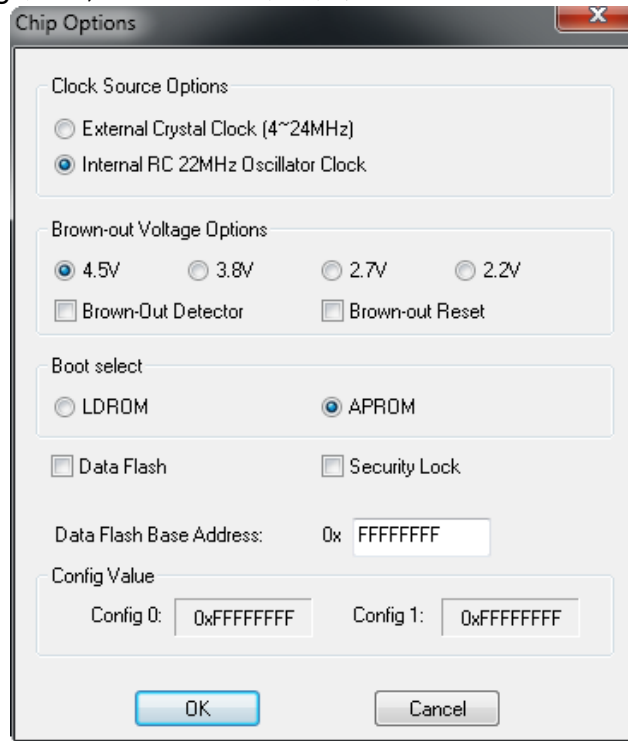 Chip Options
Clock Source Options
External Crystal Clock (4~24MHz)
Internal RC 22MHz Oscillator Clock
Brown-out Voltage Options
4.5V 3.8V 2.7V 2.2V
Brown-Out Detector Brown-out Reset
Boot select
LDROM APROM
Data Flash Security Lock
Data Flash Base Address: 0x FFFFFFFF
Config Value
Config 0: 0xFFFFFFFF Config 1: 0xFFFFFFFF
OK Cancel